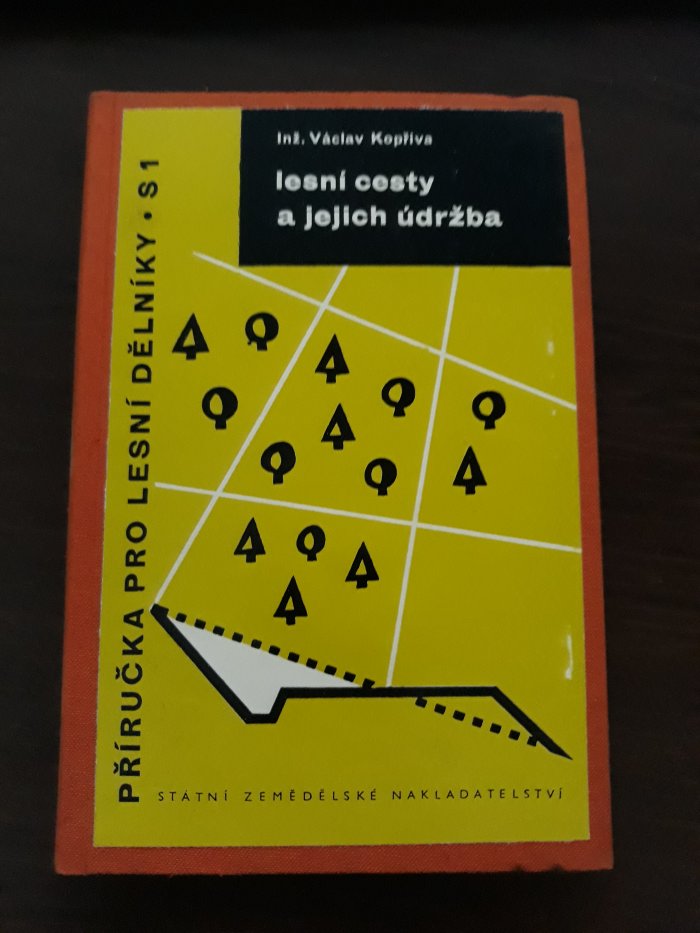 Inž. Václav Kopřiva
lesní cesty
a jejich údržba
PŘÍRUČKA PRO LESNÍ DĚLNÍKY • S1
STÁTNÍ ZEMĚDĚLSKÉ NAKLADATELSTVÍ